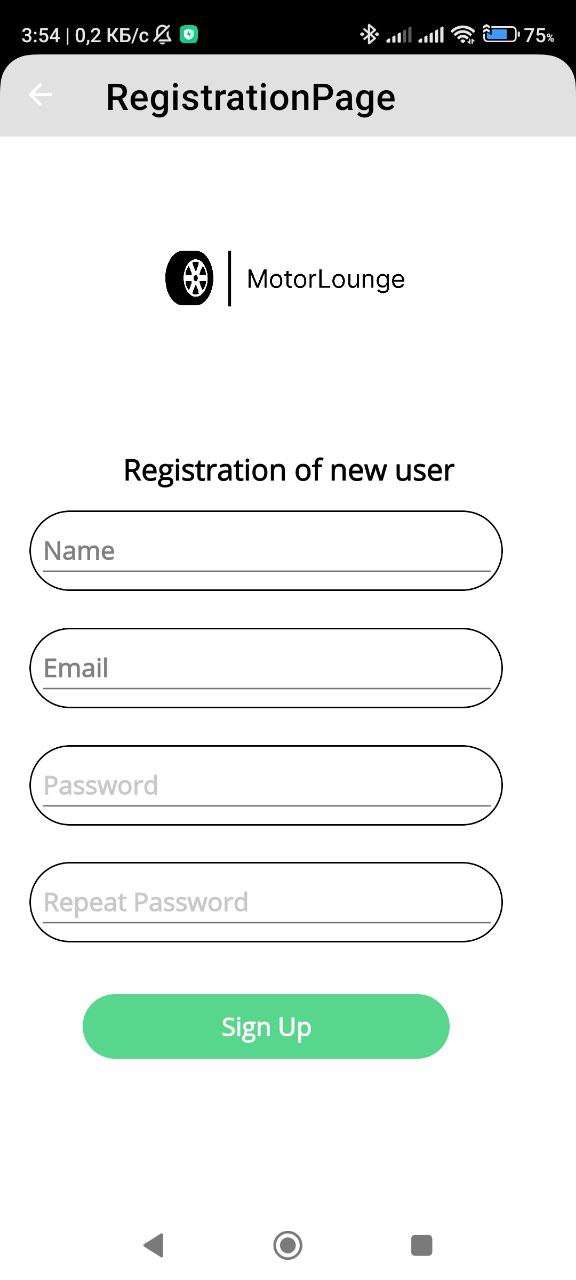 3:54 | 0,2 КБ/с 75%
RegistrationPage
MotorLounge
Registration of new user
Name
Email
Password
Repeat Password
Sign Up